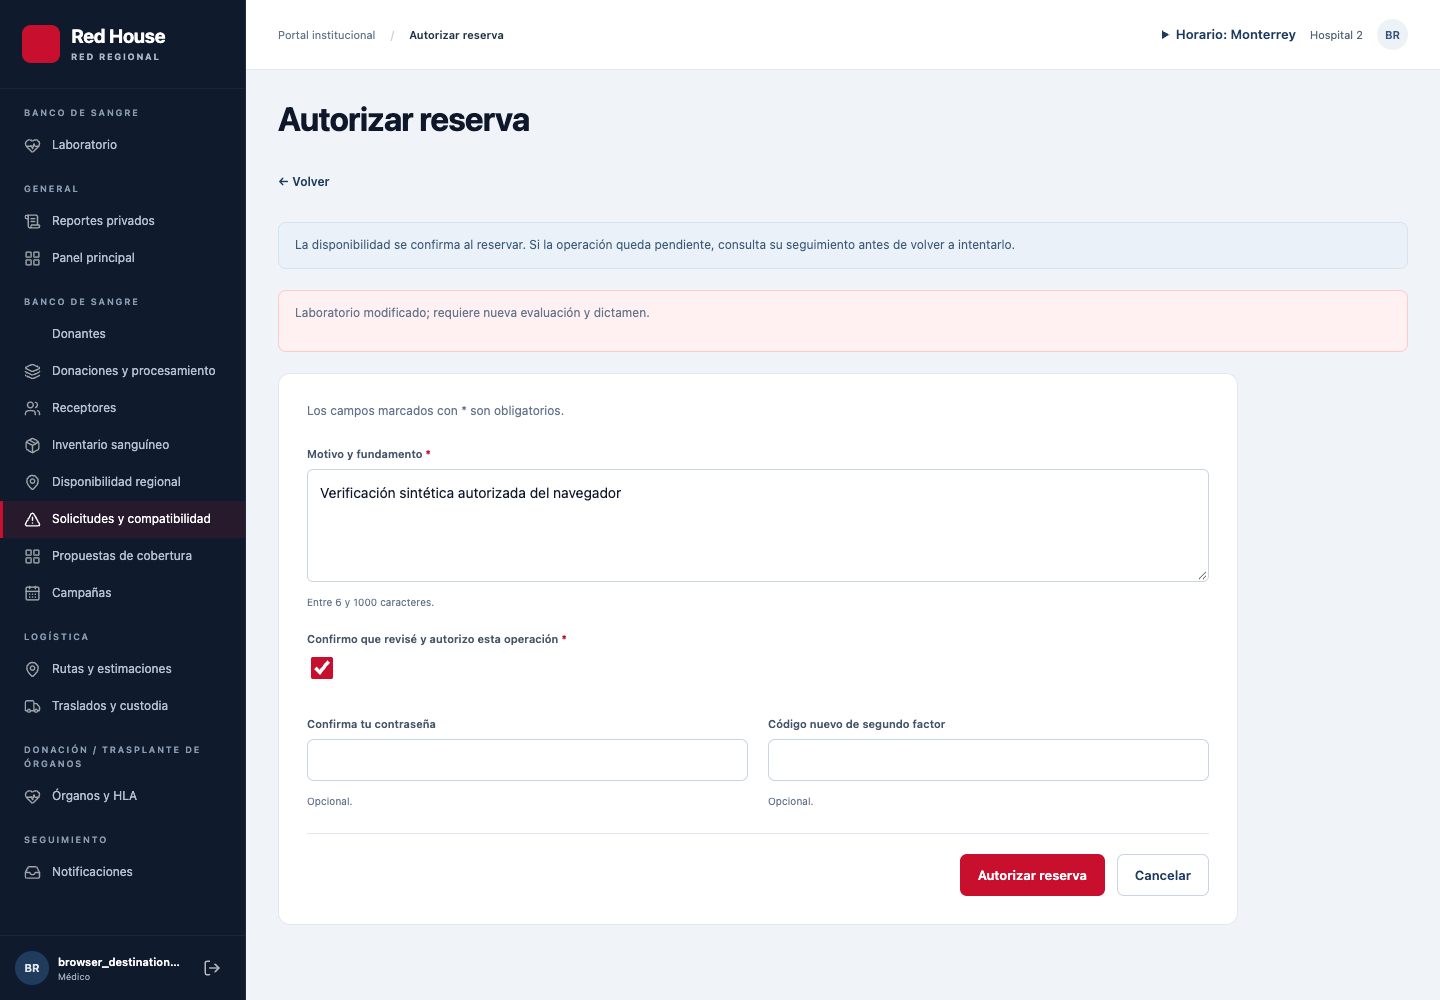 Red House
RED REGIONAL
BANCO DE SANGRE
Laboratorio
GENERAL
Reportes privados
Panel principal
BANCO DE SANGRE
Donantes
Donaciones y procesamiento
Receptores
Inventario sanguíneo
Disponibilidad regional
Solicitudes y compatibilidad
Propuestas de cobertura
Campañas
LOGÍSTICA
Rutas y estimaciones
Traslados y custodia
DONACIÓN / TRASPLANTE DE
ÓRGANOS
Órganos y HLA
SEGUIMIENTO
Notificaciones
BR
browser_destination...
Médico
Portal institucional / Autorizar reserva
Horario: Monterrey
Hospital 2
BR
Autorizar reserva
← Volver
La disponibilidad se confirma al reservar. Si la operación queda pendiente, consulta su seguimiento antes de volver a intentarlo.
Laboratorio modificado; requiere nueva evaluación y dictamen.
Los campos marcados con * son obligatorios.
Motivo y fundamento *
Verificación sintética autorizada del navegador
Entre 6 y 1000 caracteres.
Confirmo que revisé y autorizo esta operación *
Confirma tu contraseña
Opcional.
Código nuevo de segundo factor
Opcional.
Autorizar reserva
Cancelar